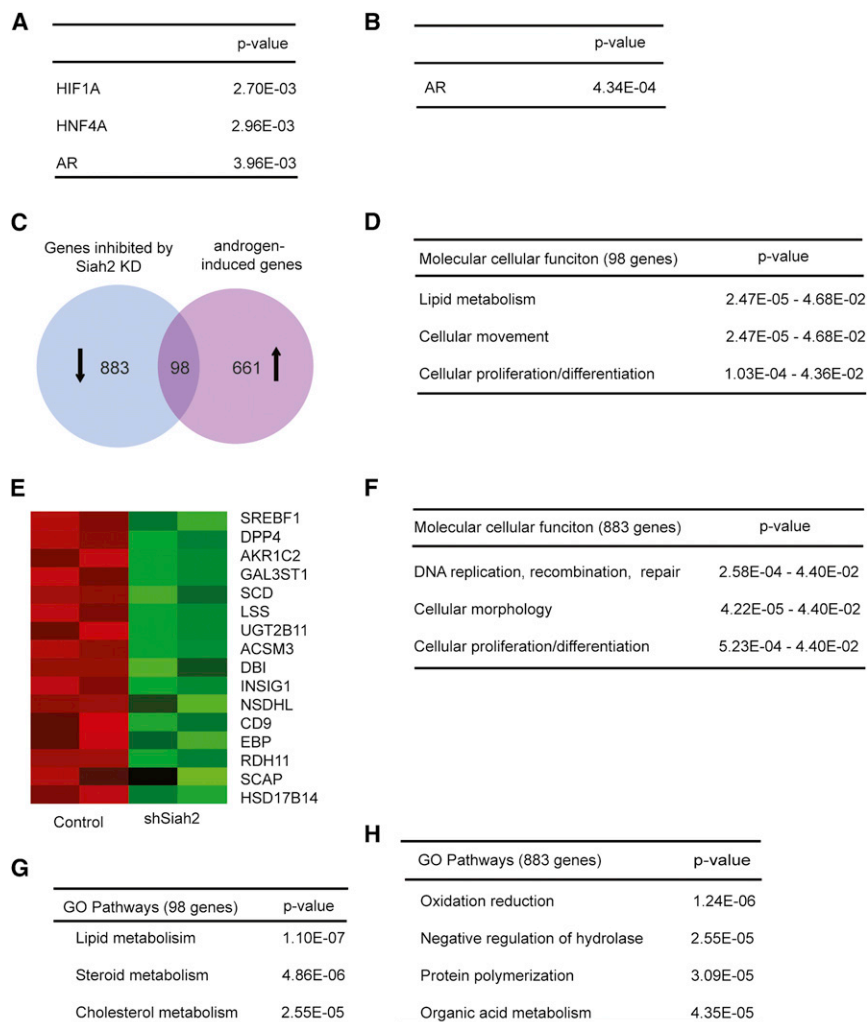 A
p-value
HIF1A 2.70E-03
HNF4A 2.96E-03
AR 3.96E-03
B
p-value
AR 4.34E-04
C
Genes inhibited by
Siah2 KD
androgen-
induced genes
883 98 661
D
Molecular cellular funciton (98 genes) p-value
Lipid metabolism 2.47E-05 - 4.68E-02
Cellular movement 2.47E-05 - 4.68E-02
Cellular proliferation/differentiation 1.03E-04 - 4.36E-02
E
SREBF1
DPP4
AKR1C2
GAL3ST1
SCD
LSS
UGT2B11
ACSM3
DBI
INSIG1
NSDHL
CD9
EBP
RDH11
SCAP
HSD17B14
Control shSiah2
F
Molecular cellular funciton (883 genes) p-value
DNA replication, recombination, repair 2.58E-04 - 4.40E-02
Cellular morphology 4.22E-05 - 4.40E-02
Cellular proliferation/differentiation 5.23E-04 - 4.40E-02
G
GO Pathways (98 genes) p-value
Lipid metabolisim 1.10E-07
Steroid metabolism 4.86E-06
Cholesterol metabolism 2.55E-05
H
GO Pathways (883 genes) p-value
Oxidation reduction 1.24E-06
Negative regulation of hydrolase 2.55E-05
Protein polymerization 3.09E-05
Organic acid metabolism 4.35E-05